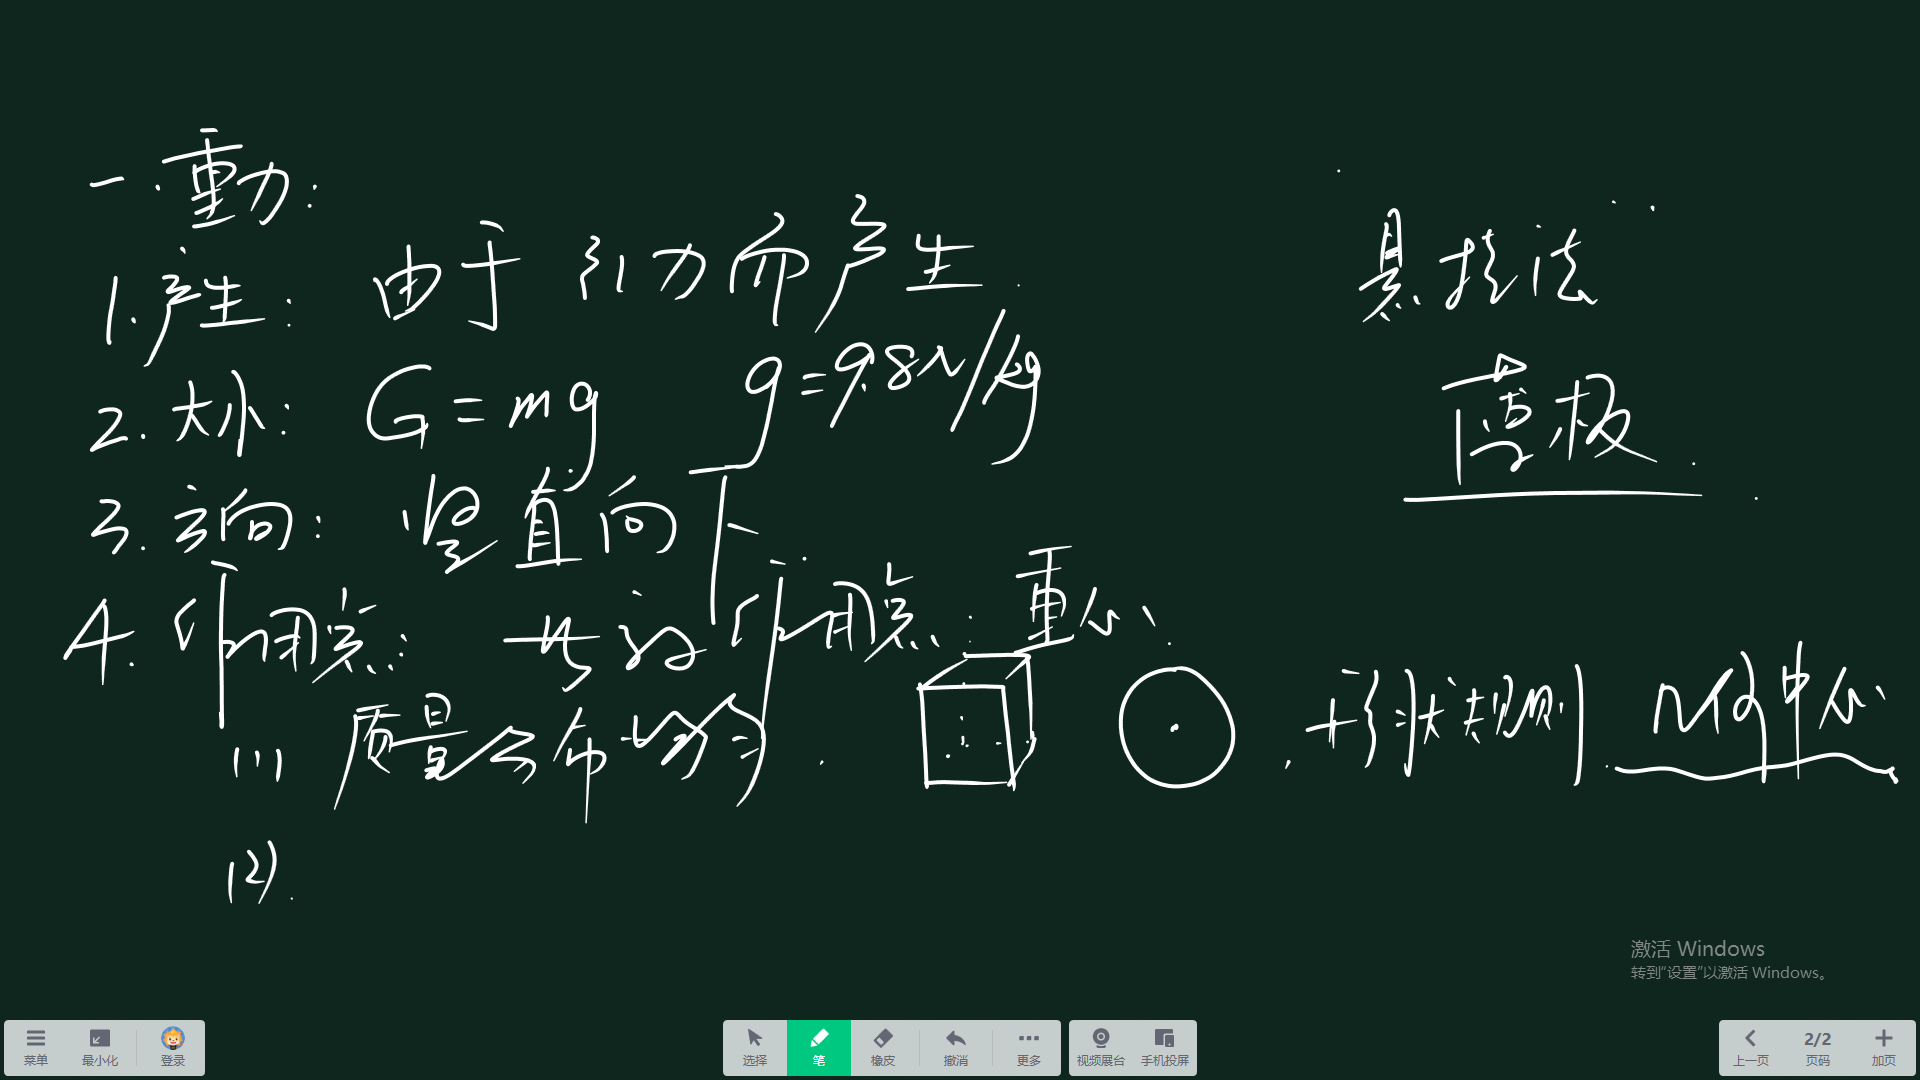 一.重力:
1.产生: 由于引力而产生.
2.大小: G=mg g=9.8N/kg
3.方向: 竖直向下
4.作用点: 共的作用点: 重心
(1) 质量分布均匀. 形状规则. 几何中心
(2).
悬挂法
薄板.
激活 Windows
转到“设置”以激活 Windows。
菜单 最小化 登录 选择 笔 橡皮 撤消 更多 视频展台 手机投屏 上一页 2/2 页码 加页